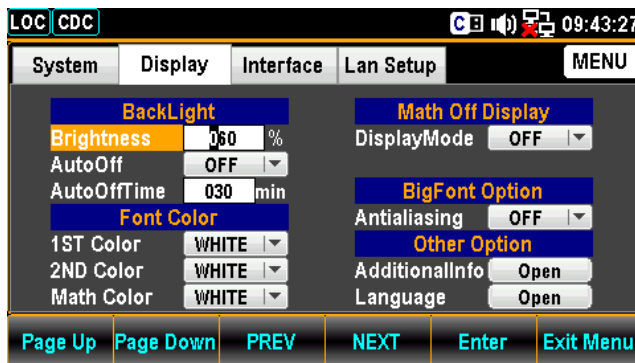 LOC CDC C 09:43:27
System Display Interface Lan Setup MENU
BackLight
Brightness 060 %
AutoOff OFF
AutoOffTime 030 min
Font Color
1ST Color WHITE
2ND Color WHITE
Math Color WHITE
Math Off Display
DisplayMode OFF
BigFont Option
Antialiasing OFF
Other Option
AdditionalInfo Open
Language Open
Page Up Page Down PREV NEXT Enter Exit Menu